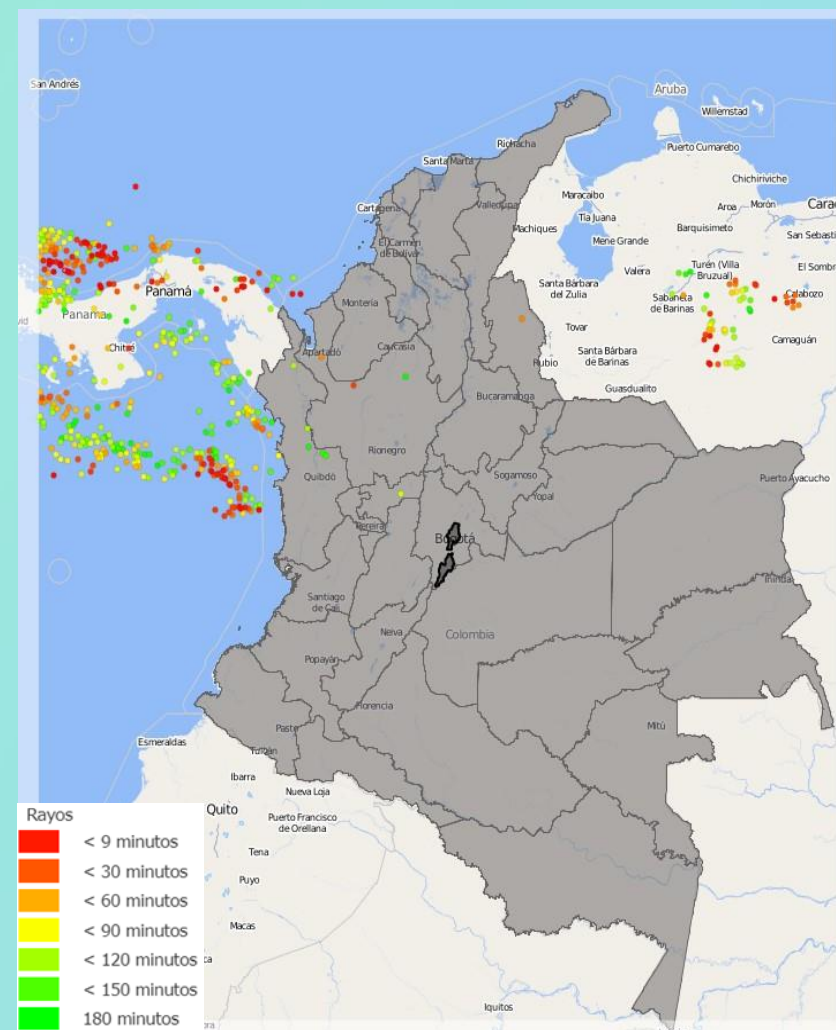 San Andrés
Aruba
Willemstad
Puerto Cumarebo
Riohacha
Santa Marta
Chichiriviche
Maracaibo
Cartagena
Valledupar
Aroa
Morón
Cara
Tía Juana
Machiques
Barquisimeto
San Sebasti
El Carmen
de Bolívar
Mene Grande
Valera
Turén (Villa
Bruzual)
El Sombr
Panamá
Santa Bárbara
del Zulia
Sabaneta
de Barinas
Calabozo
Panama
Montería
vid
Tovar
Camaguán
Chitré
Apartadó
Caucasia
Rubio
Santa Bárbara
de Barinas
Guasdualito
Bucaramanga
Rionegro
Quibdó
Sogamoso
Puerto Ayacucho
Yopal
Pereira
Bogotá
Inírida
Santiago
de Cali
Neiva
Colombia
Popayán
Florencia
Mitú
Pasto
Esmeraldas
Tulcán
Ibarra
Nueva Loja
Quito
Puerto Francisco
de Orellana
Tena
Puyo
Macas
ca
Iquitos
ora
Rayos
< 9 minutos
< 30 minutos
< 60 minutos
< 90 minutos
< 120 minutos
< 150 minutos
180 minutos